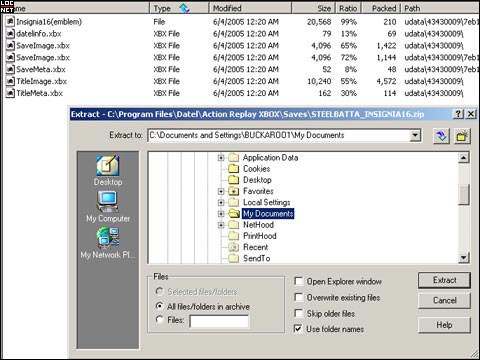 LOC
NET
Name Type Modified Size Ratio Packed Path
Insignia16(emblem) File 6/4/2005 12:20 AM 20,568 99% 210 udata\43430009\7eb1
datelinfo.xbx XBX File 6/4/2005 12:20 AM 79 13% 69 udata\43430009\
SaveImage.xbx XBX File 6/4/2005 12:20 AM 4,096 65% 1,422 udata\43430009\
SaveImage.xbx XBX File 6/4/2005 12:20 AM 4,096 72% 1,144 udata\43430009\7eb1
SaveMeta.xbx XBX File 6/4/2005 12:20 AM 52 8% 48 udata\43430009\7eb1
TitleImage.xbx XBX File 6/4/2005 12:20 AM 10,240 55% 4,572 udata\43430009\
TitleMeta.xbx XBX File 6/4/2005 12:20 AM 162 30% 114 udata\43430009\
Extract - C:\Program Files\Datel\Action Replay XBOX\Saves\STEELBATTA_INSIGNIA16.zip
Extract to: C:\Documents and Settings\BUCKAROO1\My Documents
Desktop
My Computer
My Network Pl...
Application Data
Cookies
Desktop
Favorites
Local Settings
My Documents
NetHood
PrintHood
Recent
SendTo
Files
Selected files/folders
All files/folders in archive
Files:
Open Explorer window
Overwrite existing files
Skip older files
Use folder names
Extract
Cancel
Help